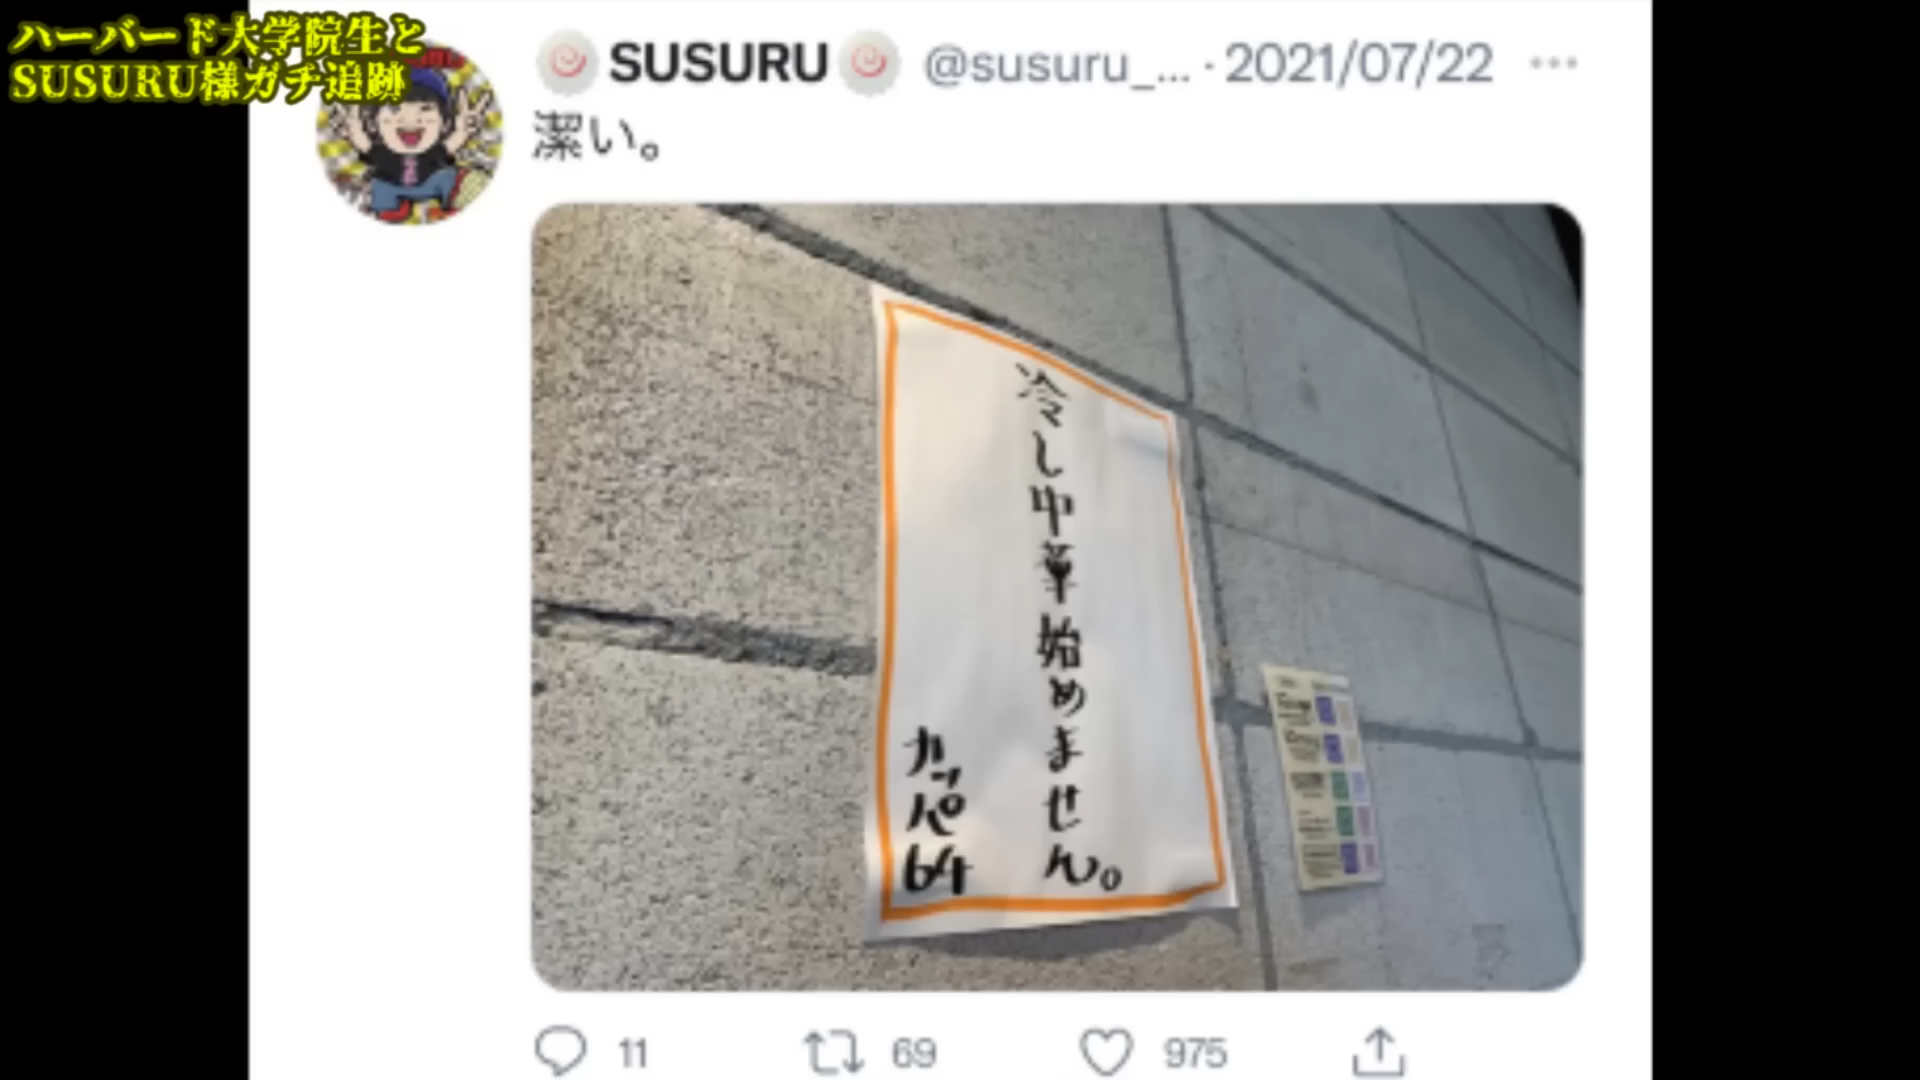 ハーバード大学院生と
SUSURU様ガチ追跡
SUSURU @susuru_... · 2021/07/22
潔い。
冷し中華始めません。
カッパ64
11 69 975